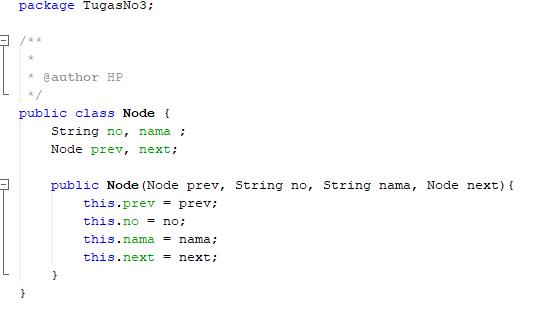 package TugasNo3;
/**
 *
 * @author HP
 */
public class Node {
    String no, nama ;
    Node prev, next;
    public Node(Node prev, String no, String nama, Node next){
        this.prev = prev;
        this.no = no;
        this.nama = nama;
        this.next = next;
    }
}